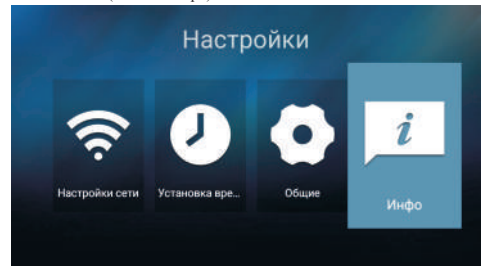 Настройки
Настройки сети
Установка вре...
Общие
i
Инфо